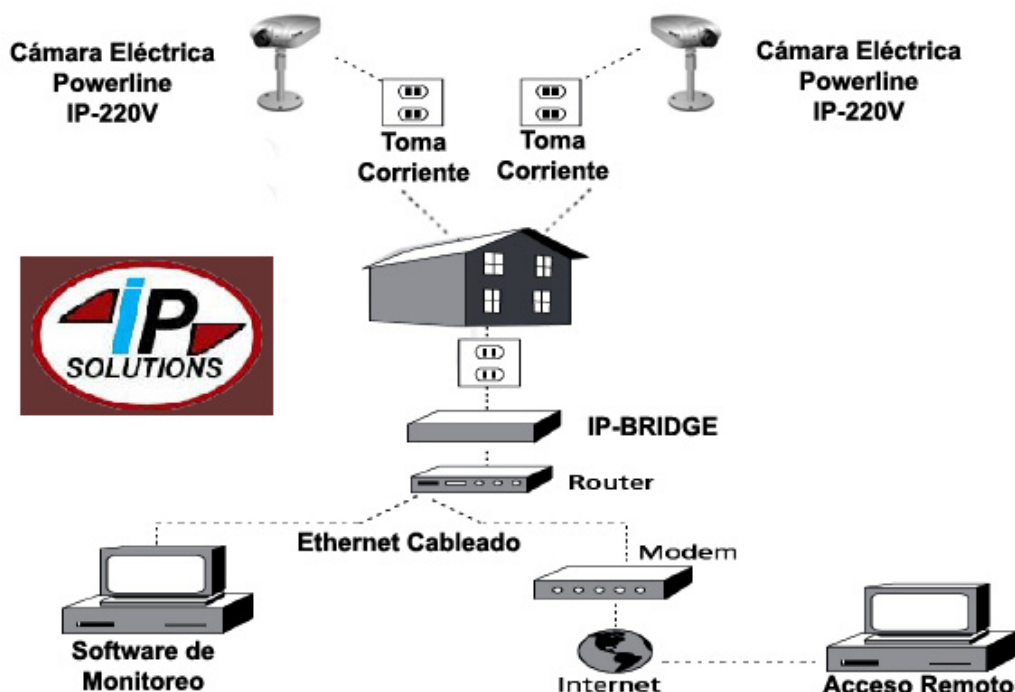 Cámara Eléctrica
Powerline
IP-220V
Cámara Eléctrica
Powerline
IP-220V
Toma
Corriente
Toma
Corriente
iP
SOLUTIONS
IP-BRIDGE
Router
Ethernet Cableado
Modem
Software de
Monitoreo
Internet
Acceso Remoto